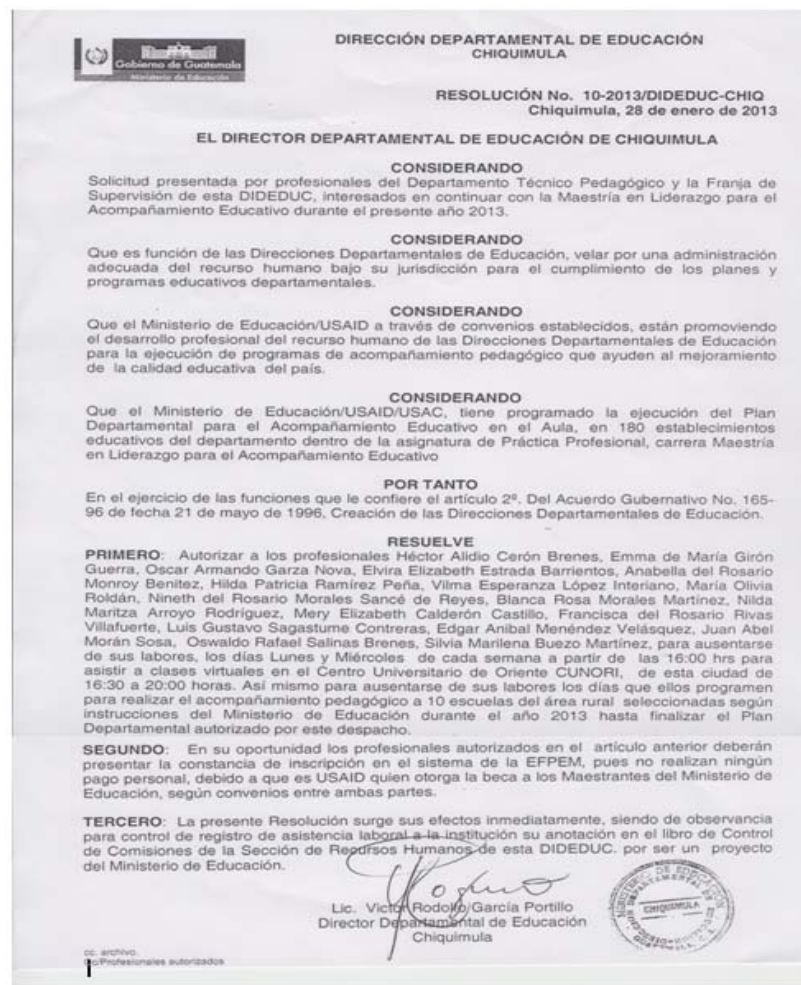 Gobierno de Guatemala
Ministerio de Educación
DIRECCIÓN DEPARTAMENTAL DE EDUCACIÓN
CHIQUIMULA
RESOLUCIÓN No. 10-2013/DIDEDUC-CHIQ
Chiquimula, 28 de enero de 2013
EL DIRECTOR DEPARTAMENTAL DE EDUCACIÓN DE CHIQUIMULA
CONSIDERANDO
Solicitud presentada por profesionales del Departamento Técnico Pedagógico y la Franja de
Supervisión de esta DIDEDUC, interesados en continuar con la Maestría en Liderazgo para el
Acompañamiento Educativo durante el presente año 2013.
CONSIDERANDO
Que es función de las Direcciones Departamentales de Educación, velar por una administración
adecuada del recurso humano bajo su jurisdicción para el cumplimiento de los planes y
programas educativos departamentales.
CONSIDERANDO
Que el Ministerio de Educación/USAID a través de convenios establecidos, están promoviendo
el desarrollo profesional del recurso humano de las Direcciones Departamentales de Educación
para la ejecución de programas de acompañamiento pedagógico que ayuden al mejoramiento
de la calidad educativa del país.
CONSIDERANDO
Que el Ministerio de Educación/USAID/USAC, tiene programado la ejecución del Plan
Departamental para el Acompañamiento Educativo en el Aula, en 180 establecimientos
educativos del departamento dentro de la asignatura de Práctica Profesional, carrera Maestría
en Liderazgo para el Acompañamiento Educativo
POR TANTO
En el ejercicio de las funciones que le confiere el artículo 2º. Del Acuerdo Gubernativo No. 165-
96 de fecha 21 de mayo de 1996, Creación de las Direcciones Departamentales de Educación.
RESUELVE
PRIMERO: Autorizar a los profesionales Héctor Alidio Cerón Brenes, Emma de María Girón
Guerra, Oscar Armando Garza Nova, Elvira Elizabeth Estrada Barrientos, Anabella del Rosario
Monroy Benitez, Hilda Patricia Ramírez Peña, Vilma Esperanza López Interiano, María Olivia
Roldán, Nineth del Rosario Morales Sancé de Reyes, Blanca Rosa Morales Martínez, Nilda
Maritza Arroyo Rodríguez, Mery Elizabeth Calderón Castillo, Francisca del Rosario Rivas
Villafuerte, Luis Gustavo Sagastume Contreras, Edgar Anibal Menéndez Velásquez, Juan Abel
Morán Sosa, Oswaldo Rafael Salinas Brenes, Silvia Marilena Buezo Martínez, para ausentarse
de sus labores, los días Lunes y Miércoles de cada semana a partir de las 16:00 hrs para
asistir a clases virtuales en el Centro Universitario de Oriente CUNORI, de esta ciudad de
16:30 a 20:00 horas. Así mismo para ausentarse de sus labores los días que ellos programen
para realizar el acompañamiento pedagógico a 10 escuelas del área rural seleccionadas según
instrucciones del Ministerio de Educación durante el año 2013 hasta finalizar el Plan
Departamental autorizado por este despacho.
SEGUNDO: En su oportunidad los profesionales autorizados en el artículo anterior deberán
presentar la constancia de inscripción en el sistema de la EFPEM, pues no realizan ningún
pago personal, debido a que es USAID quien otorga la beca a los Maestrantes del Ministerio de
Educación, según convenios entre ambas partes.
TERCERO: La presente Resolución surge sus efectos inmediatamente, siendo de observancia
para control de registro de asistencia laboral a la institución su anotación en el libro de Control
de Comisiones de la Sección de Recursos Humanos de esta DIDEDUC. por ser un proyecto
del Ministerio de Educación.
Lic. Victor Rodolfo García Portillo
Director Departamental de Educación
Chiquimula
MINISTERIO DE EDUCACION
CHIQUIMULA
cc. archivo.
Profesionales autorizados